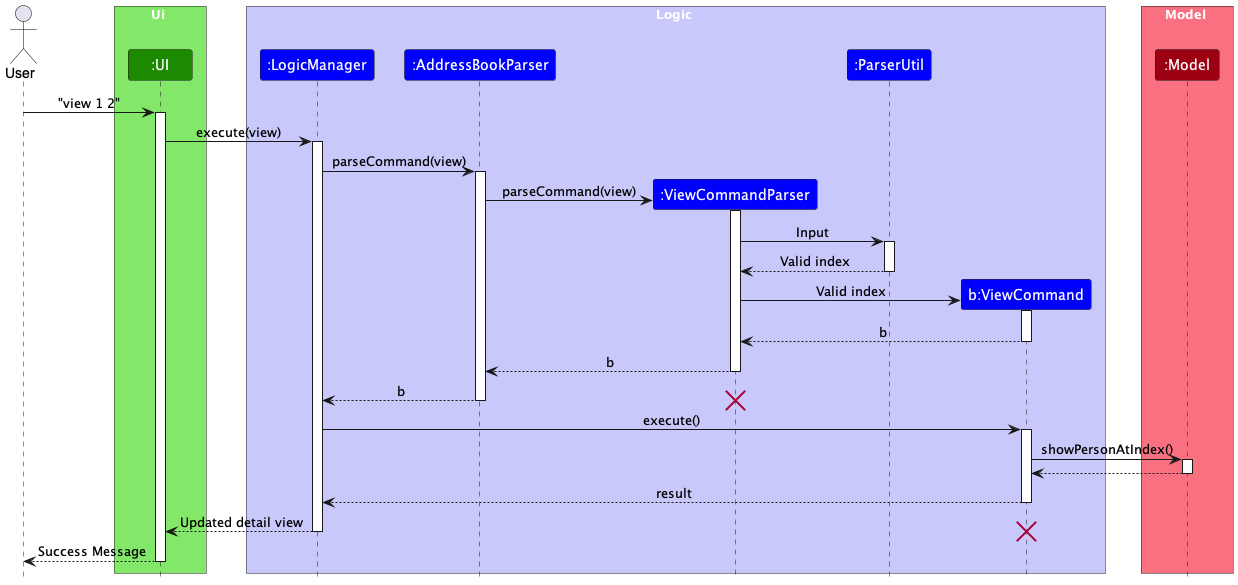 Ui
Logic
Model
User
:UI
:LogicManager
:AddressBookParser
:ParserUtil
:Model
"view 1 2"
execute(view)
parseCommand(view)
parseCommand(view)
:ViewCommandParser
Input
Valid index
Valid index
b:ViewCommand
b
b
b
execute()
showPersonAtIndex()
result
Updated detail view
Success Message